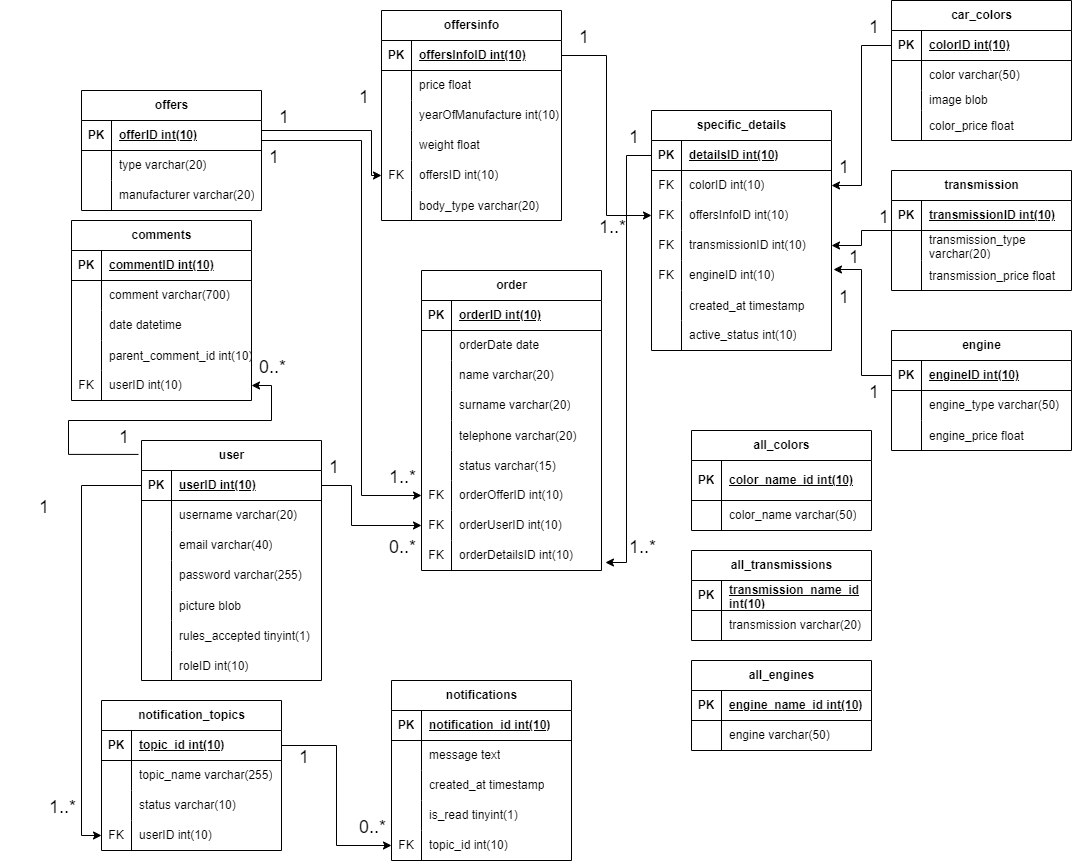 offersinfo
PK offersInfoID int(10)
price float
yearOfManufacture int(10)
weight float
FK offersID int(10)
body_type varchar(20)
1
1
car_colors
PK colorID int(10)
color varchar(50)
image blob
color_price float
1
offers
PK offerID int(10)
type varchar(20)
manufacturer varchar(20)
1
1
specific_details
PK detailsID int(10)
FK colorID int(10)
FK offersInfoID int(10)
FK transmissionID int(10)
FK engineID int(10)
created_at timestamp
active_status int(10)
1
1
1..*
1
1
1
transmission
PK transmissionID int(10)
transmission_type
varchar(20)
transmission_price float
comments
PK commentID int(10)
comment varchar(700)
date datetime
parent_comment_id int(10)
FK userID int(10)
0..*
1
order
PK orderID int(10)
orderDate date
name varchar(20)
surname varchar(20)
telephone varchar(20)
status varchar(15)
FK orderOfferID int(10)
FK orderUserID int(10)
FK orderDetailsID int(10)
1..*
0..*
1..*
engine
PK engineID int(10)
engine_type varchar(50)
engine_price float
1
user
PK userID int(10)
username varchar(20)
email varchar(40)
password varchar(255)
picture blob
rules_accepted tinyint(1)
roleID int(10)
1
1
all_colors
PK color_name_id int(10)
color_name varchar(50)
all_transmissions
PK transmission_name_id
int(10)
transmission varchar(20)
all_engines
PK engine_name_id int(10)
engine varchar(50)
notification_topics
PK topic_id int(10)
topic_name varchar(255)
status varchar(10)
FK userID int(10)
1..*
1
notifications
PK notification_id int(10)
message text
created_at timestamp
is_read tinyint(1)
FK topic_id int(10)
0..*